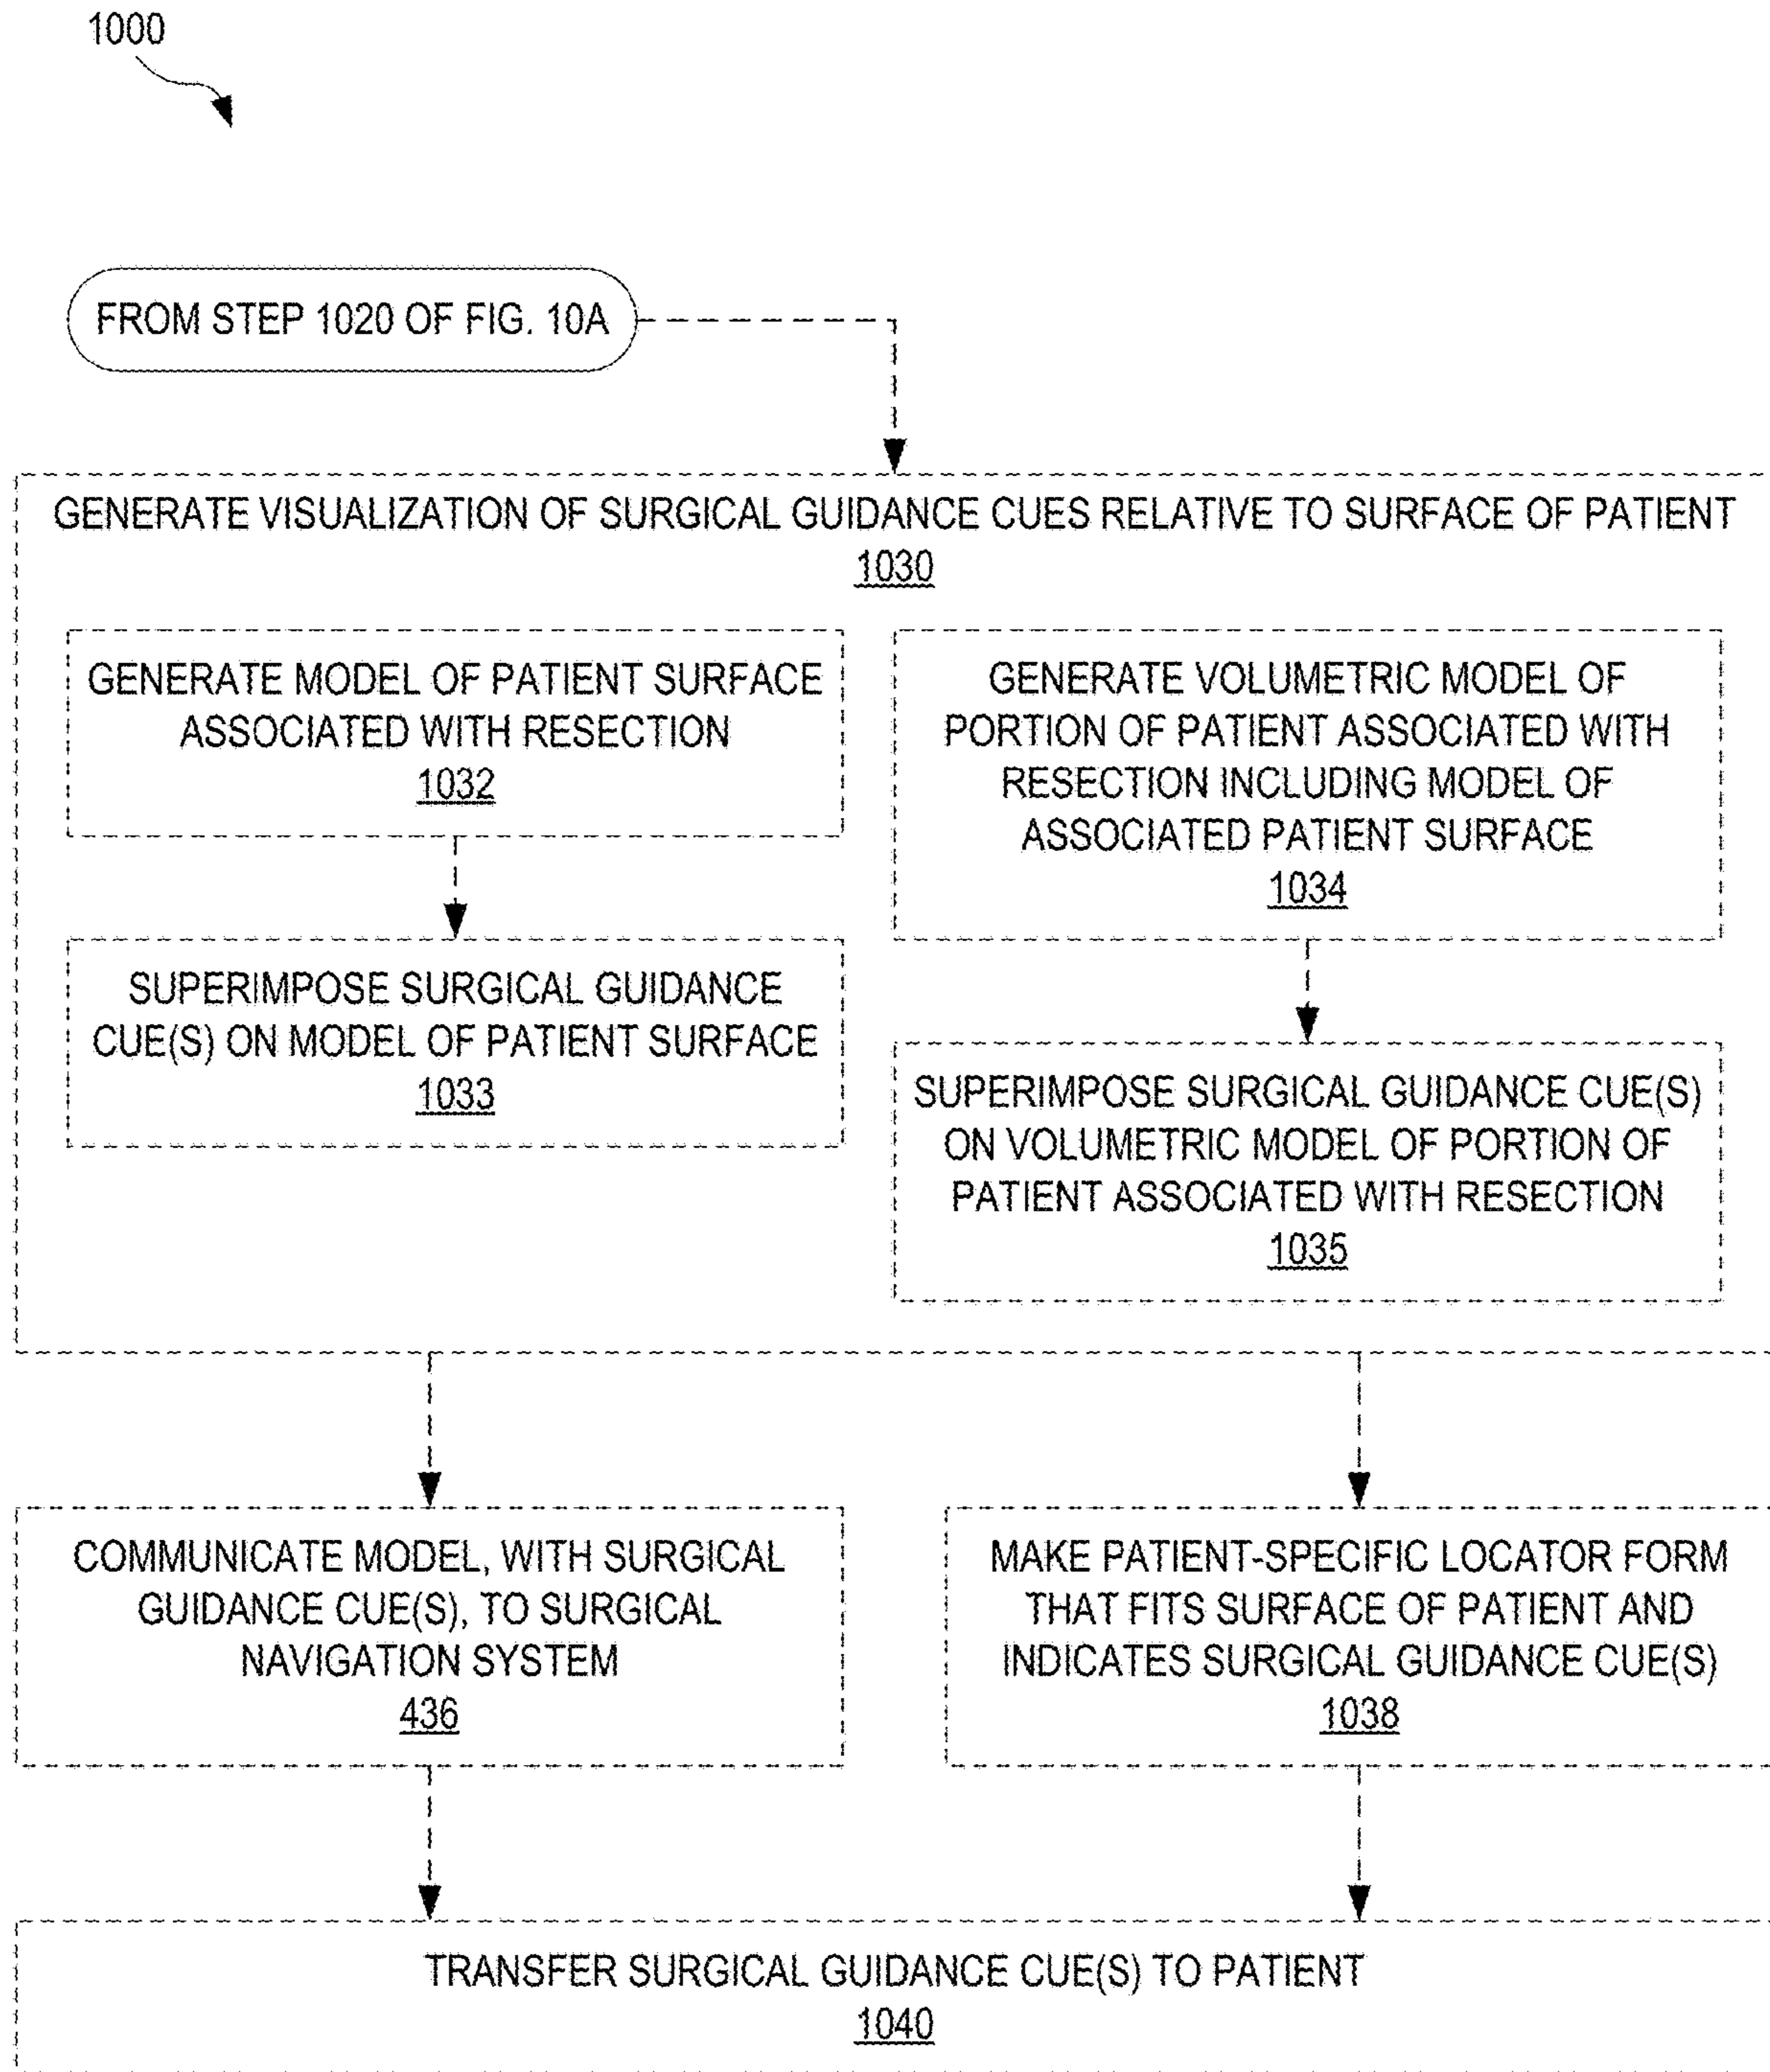 1000
FROM STEP 1020 OF FIG. 10A
GENERATE VISUALIZATION OF SURGICAL GUIDANCE CUES RELATIVE TO SURFACE OF PATIENT
1030
GENERATE MODEL OF PATIENT SURFACE
ASSOCIATED WITH RESECTION
1032
SUPERIMPOSE SURGICAL GUIDANCE
CUE(S) ON MODEL OF PATIENT SURFACE
1033
GENERATE VOLUMETRIC MODEL OF
PORTION OF PATIENT ASSOCIATED WITH
RESECTION INCLUDING MODEL OF
ASSOCIATED PATIENT SURFACE
1034
SUPERIMPOSE SURGICAL GUIDANCE CUE(S)
ON VOLUMETRIC MODEL OF PORTION OF
PATIENT ASSOCIATED WITH RESECTION
1035
COMMUNICATE MODEL, WITH SURGICAL
GUIDANCE CUE(S), TO SURGICAL
NAVIGATION SYSTEM
436
MAKE PATIENT-SPECIFIC LOCATOR FORM
THAT FITS SURFACE OF PATIENT AND
INDICATES SURGICAL GUIDANCE CUE(S)
1038
TRANSFER SURGICAL GUIDANCE CUE(S) TO PATIENT
1040